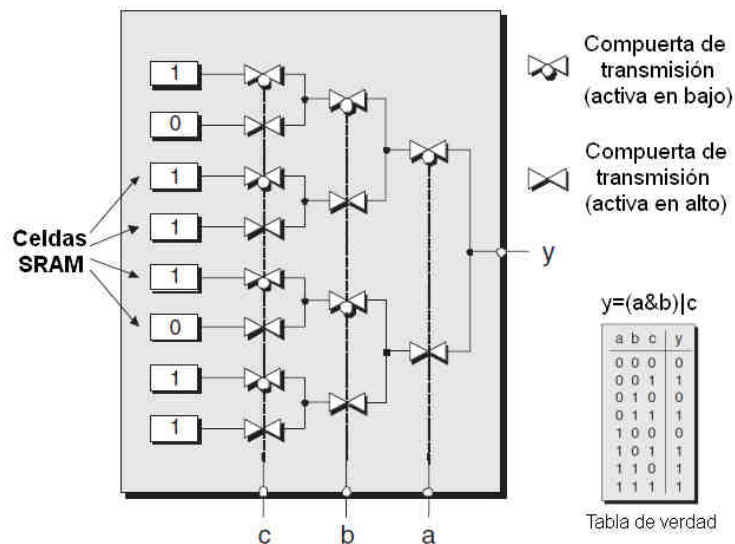 1
0
1
1
1
0
1
1
Celdas
SRAM
c b a
y
Compuerta de
transmisión
(activa en bajo)
Compuerta de
transmisión
(activa en alto)
y=(a&b)|c
a b c y
0 0 0 0
0 0 1 1
0 1 0 0
0 1 1 1
1 0 0 0
1 0 1 1
1 1 0 1
1 1 1 1
Tabla de verdad